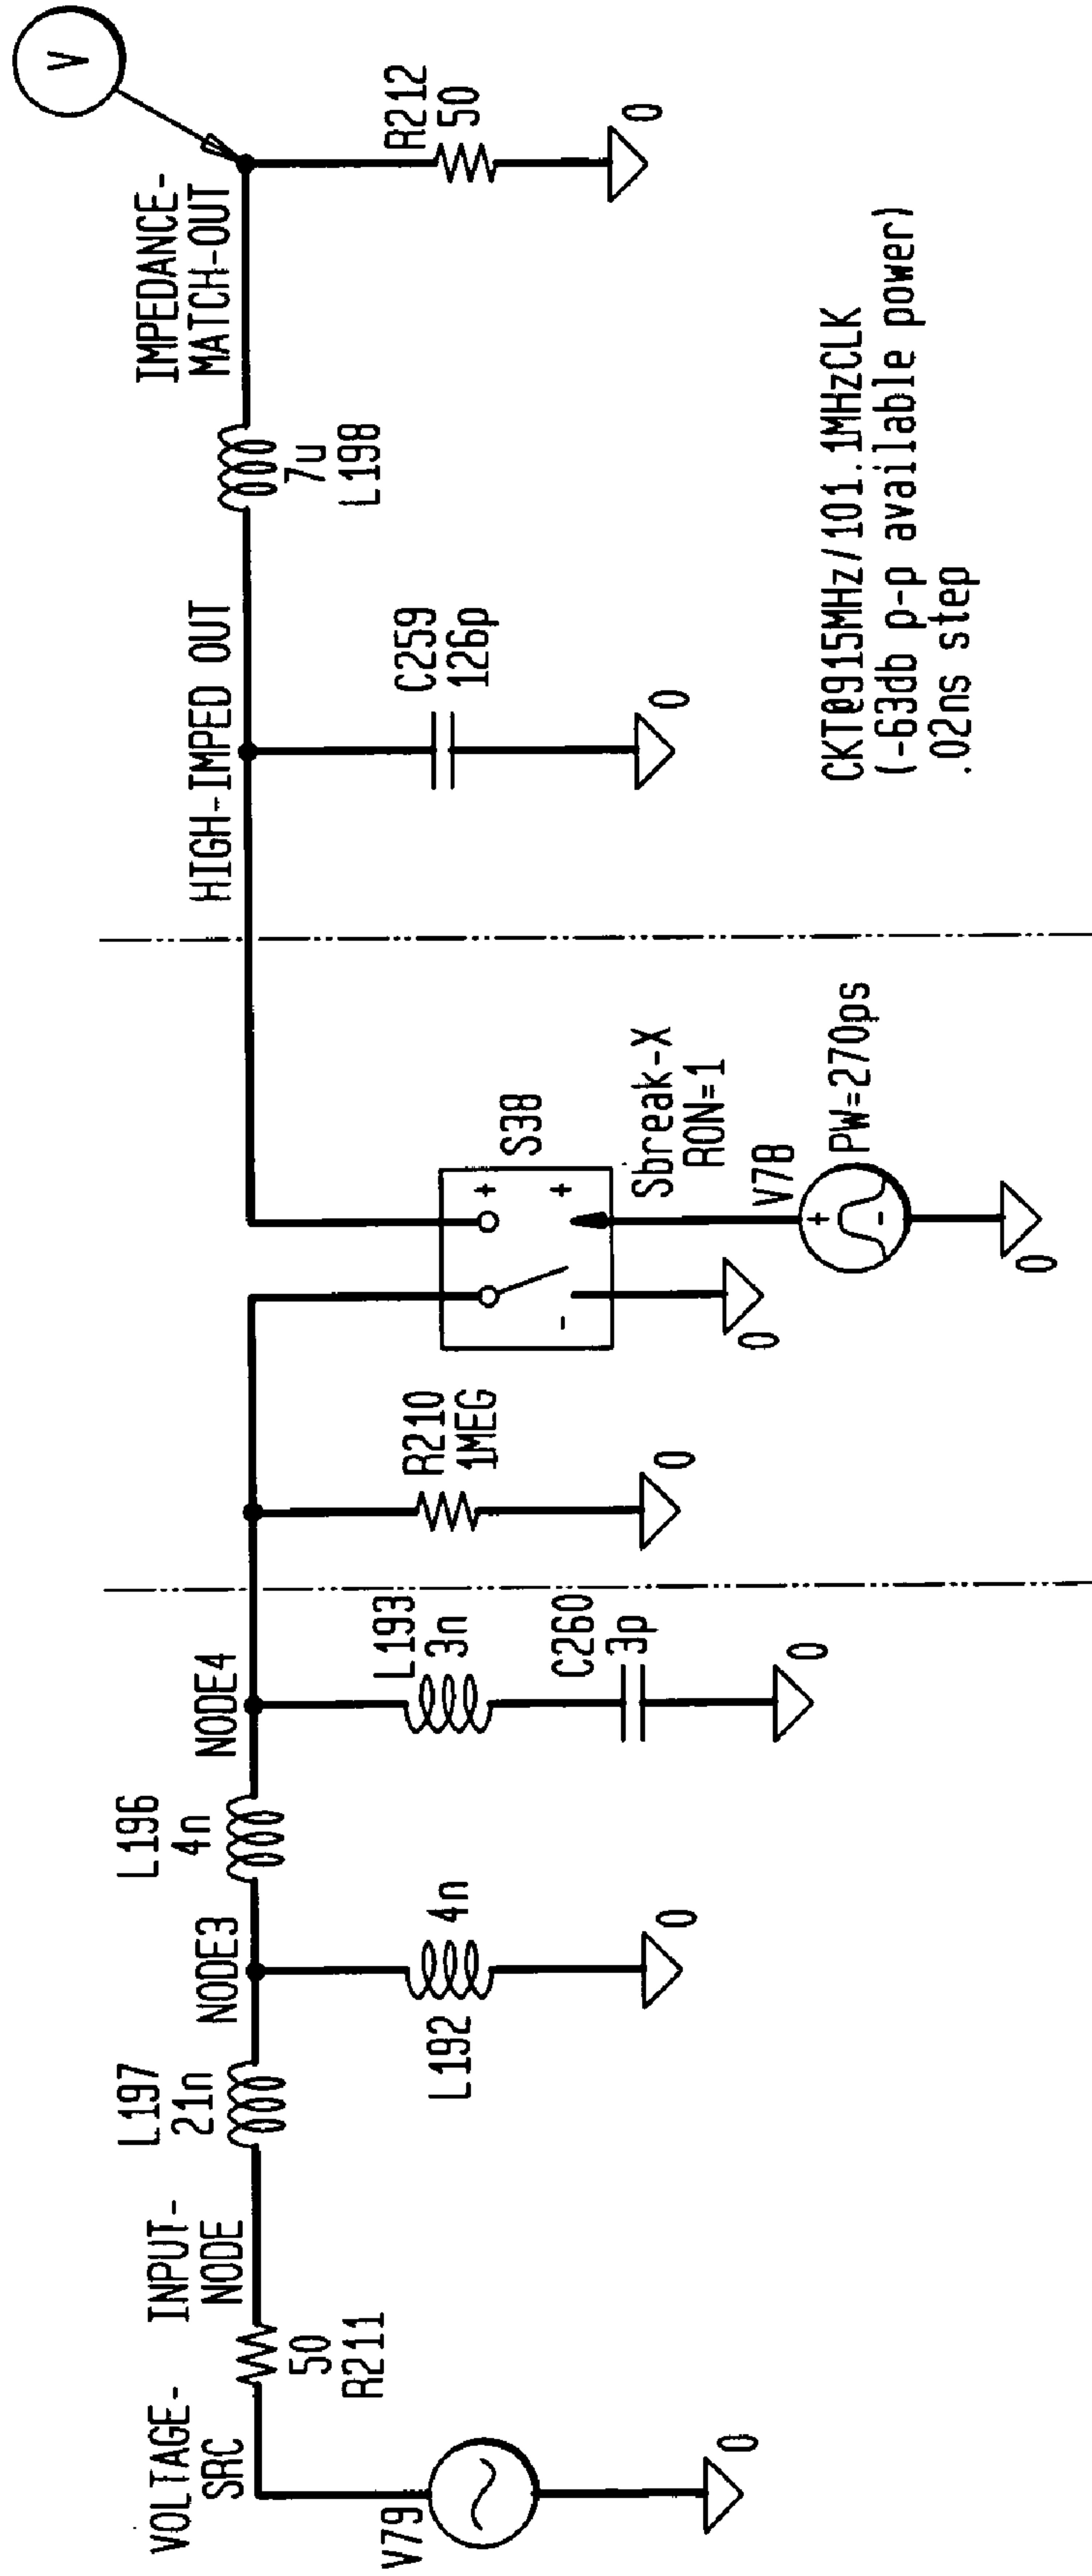 VOLTAGE-
SRC
V79
0
50
R211
INPUT-
NODE
L197
21n
NODE3
L192
4n
0
L196
4n
NODE4
L193
3n
C260
3p
0
R210
1MEG
0
S38
+
+
-
0
Sbreak-X
RON=1
V78
+
-
PW=270ps
0
HIGH-IMPED OUT
C259
126p
0
7u
L198
IMPEDANCE-
MATCH-OUT
V
R212
50
0
CKT@915MHz/101.1MHzCLK
(-63db p-p available power)
.02ns step